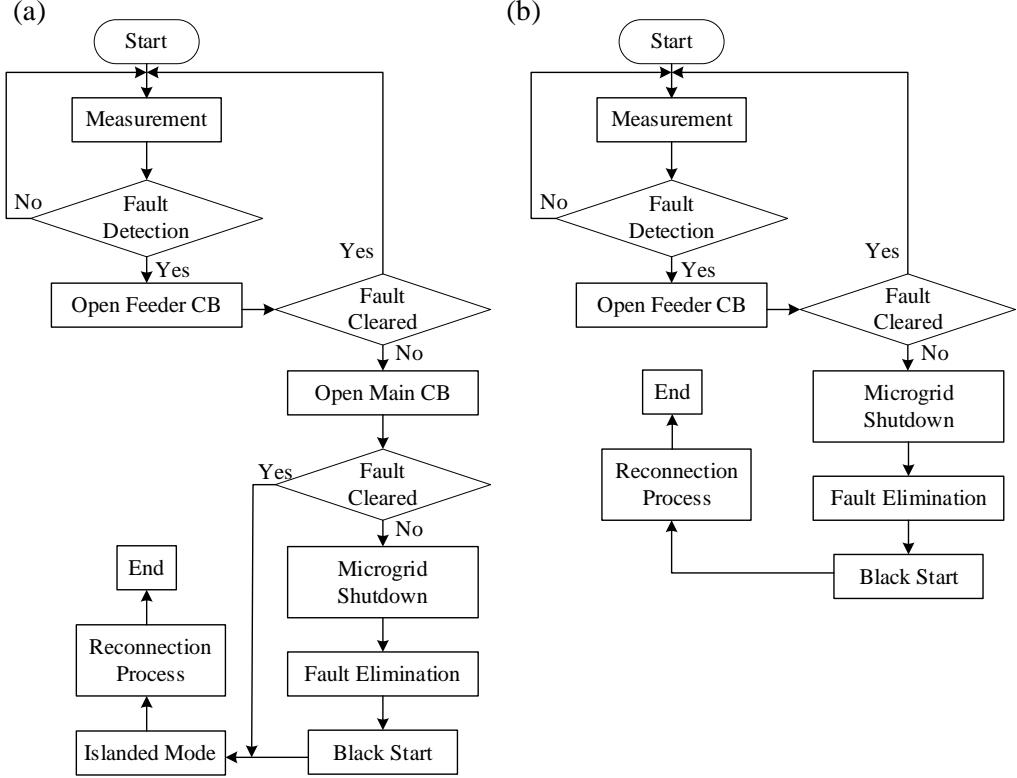 (a)
Start
Measurement
No
Fault
Detection
Yes
Open Feeder CB
Yes
Fault
Cleared
No
Open Main CB
Yes
Fault
Cleared
No
Microgrid
Shutdown
Fault Elimination
Black Start
Islanded Mode
Reconnection
Process
End
(b)
Start
Measurement
No
Fault
Detection
Yes
Open Feeder CB
Yes
Fault
Cleared
No
Microgrid
Shutdown
Fault Elimination
Black Start
Reconnection
Process
End